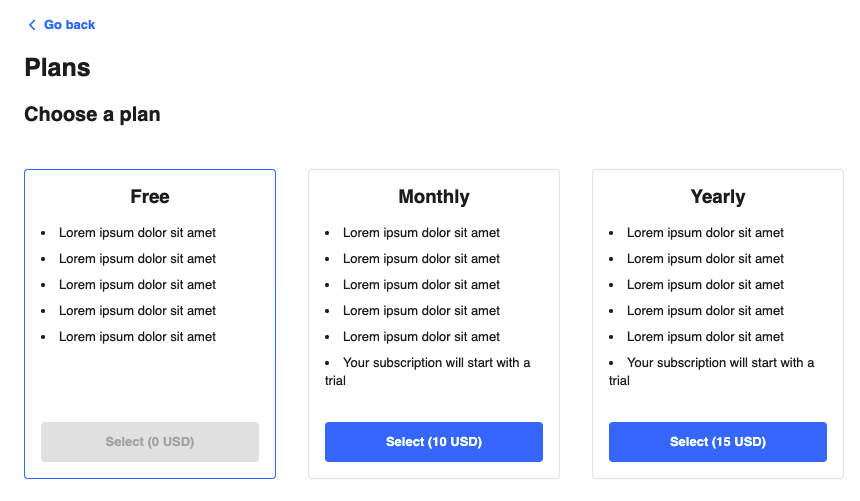 Go back
Plans
Choose a plan
Free
• Lorem ipsum dolor sit amet
• Lorem ipsum dolor sit amet
• Lorem ipsum dolor sit amet
• Lorem ipsum dolor sit amet
• Lorem ipsum dolor sit amet
Select (0 USD)
Monthly
• Lorem ipsum dolor sit amet
• Lorem ipsum dolor sit amet
• Lorem ipsum dolor sit amet
• Lorem ipsum dolor sit amet
• Lorem ipsum dolor sit amet
• Your subscription will start with a
trial
Select (10 USD)
Yearly
• Lorem ipsum dolor sit amet
• Lorem ipsum dolor sit amet
• Lorem ipsum dolor sit amet
• Lorem ipsum dolor sit amet
• Lorem ipsum dolor sit amet
• Your subscription will start with a
trial
Select (15 USD)